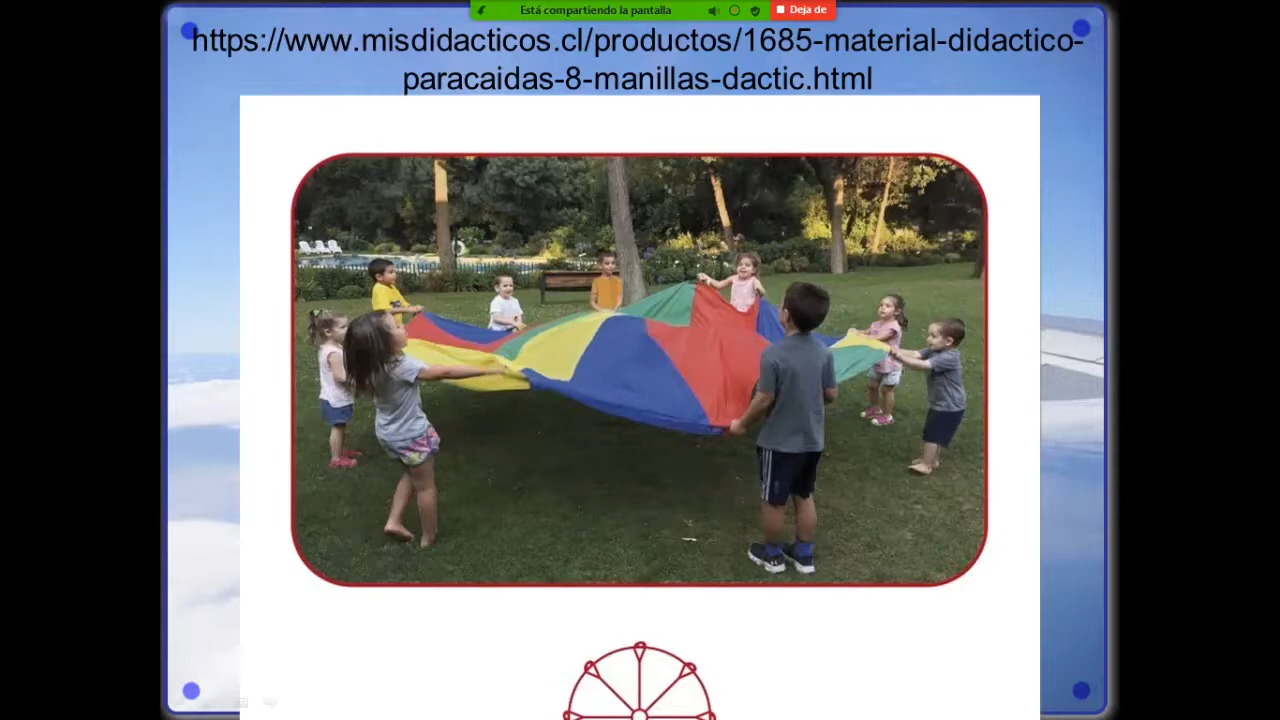 Está compartiendo la pantalla
Deja de
https://www.misdidacticos.cl/productos/1685-material-didactico-
paracaidas-8-manillas-dactic.html